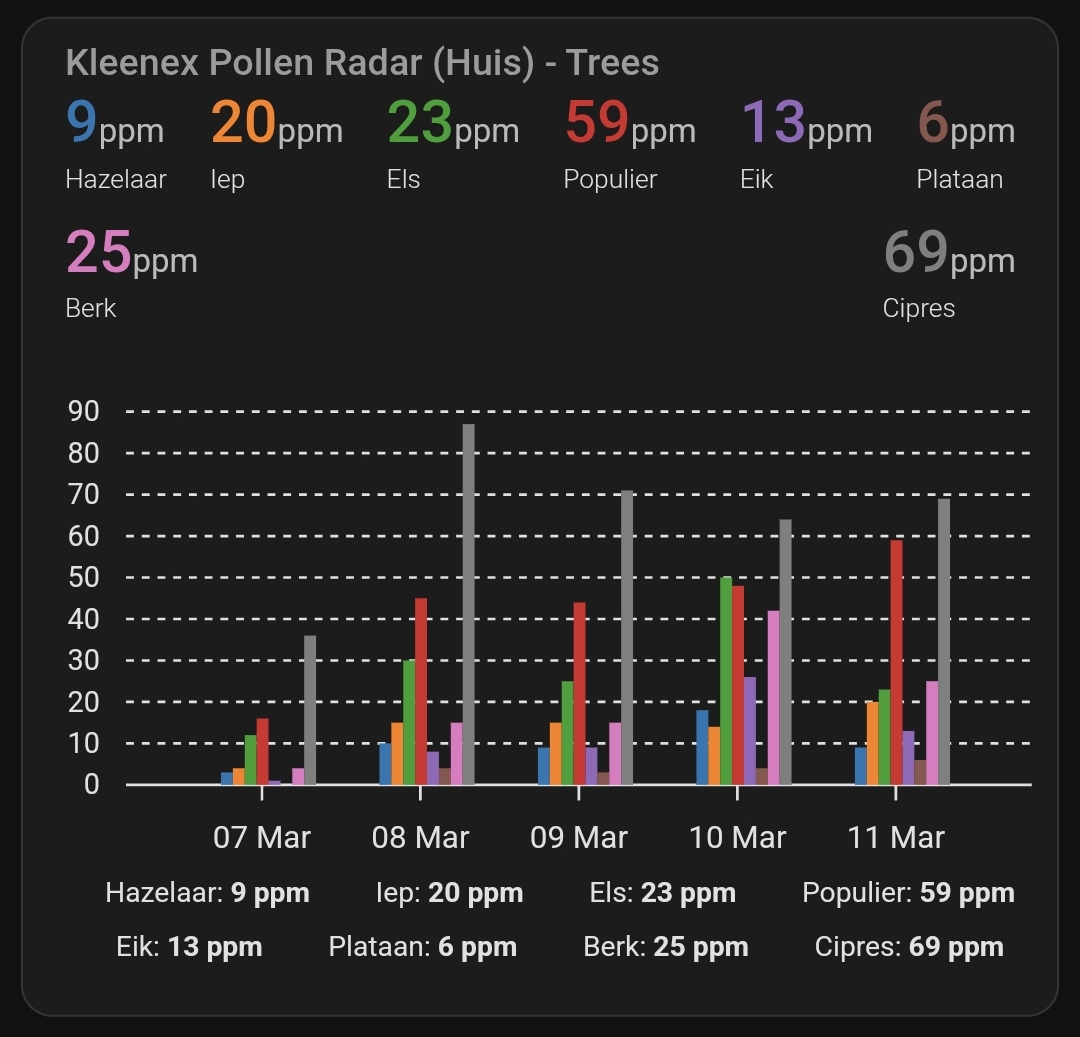 Kleenex Pollen Radar (Huis) - Trees
9ppm 20ppm 23ppm 59ppm 13ppm 6ppm
Hazelaar Iep Els Populier Eik Plataan
25ppm 69ppm
Berk Cipres
90
80
70
60
50
40
30
20
10
0
07 Mar 08 Mar 09 Mar 10 Mar 11 Mar
Hazelaar: 9 ppm Iep: 20 ppm Els: 23 ppm Populier: 59 ppm
Eik: 13 ppm Plataan: 6 ppm Berk: 25 ppm Cipres: 69 ppm